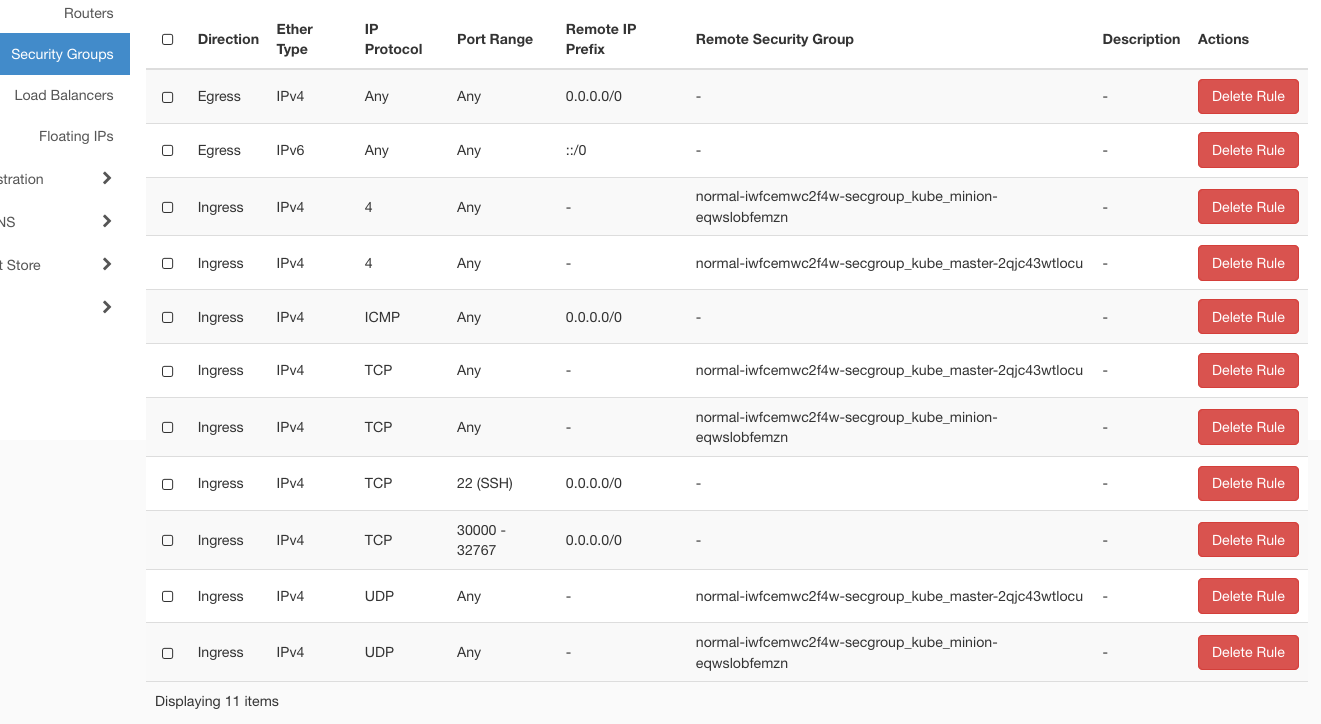 Routers
Security Groups
Load Balancers
Floating IPs
stration
NS
t Store
Direction Ether Type IP Protocol Port Range Remote IP Prefix Remote Security Group Description Actions
Egress IPv4 Any Any 0.0.0.0/0 - - Delete Rule
Egress IPv6 Any Any ::/0 - - Delete Rule
Ingress IPv4 4 Any - normal-iwfcemwc2f4w-secgroup_kube_minion-eqwslobfemzn - Delete Rule
Ingress IPv4 4 Any - normal-iwfcemwc2f4w-secgroup_kube_master-2qjc43wtlocu - Delete Rule
Ingress IPv4 ICMP Any 0.0.0.0/0 - - Delete Rule
Ingress IPv4 TCP Any - normal-iwfcemwc2f4w-secgroup_kube_master-2qjc43wtlocu - Delete Rule
Ingress IPv4 TCP Any - normal-iwfcemwc2f4w-secgroup_kube_minion-eqwslobfemzn - Delete Rule
Ingress IPv4 TCP 22 (SSH) 0.0.0.0/0 - - Delete Rule
Ingress IPv4 TCP 30000 - 32767 0.0.0.0/0 - - Delete Rule
Ingress IPv4 UDP Any - normal-iwfcemwc2f4w-secgroup_kube_master-2qjc43wtlocu - Delete Rule
Ingress IPv4 UDP Any - normal-iwfcemwc2f4w-secgroup_kube_minion-eqwslobfemzn - Delete Rule
Displaying 11 items